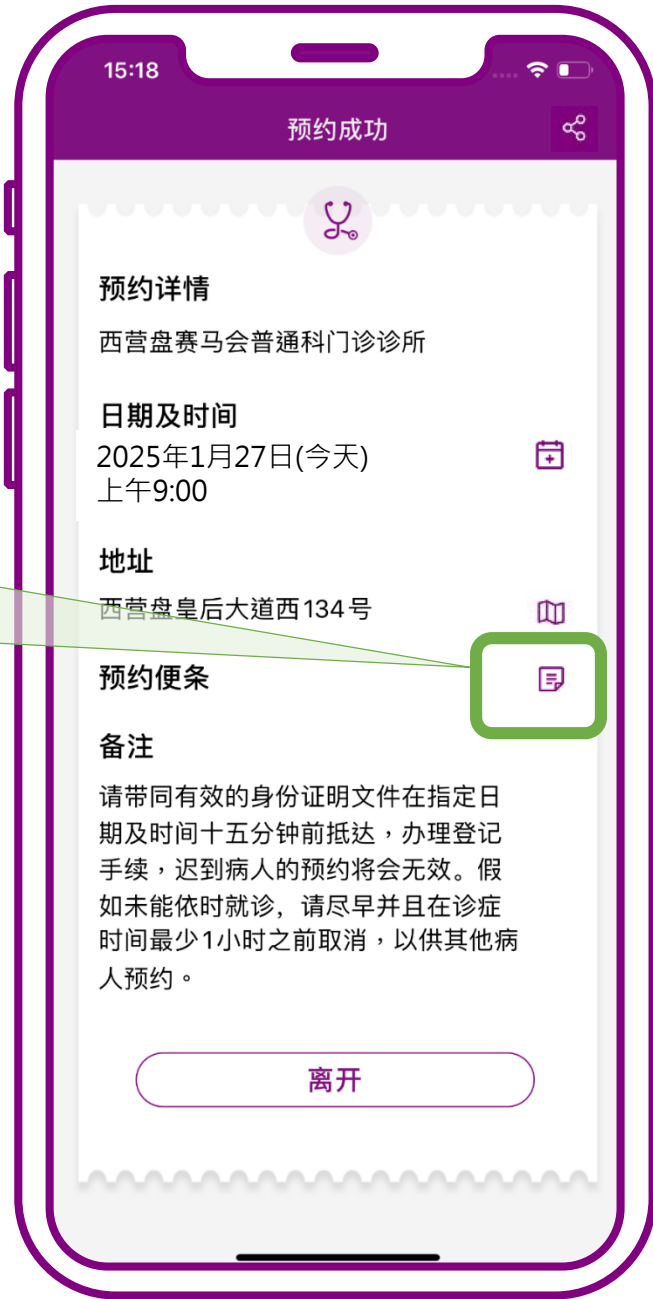 15:18
预约成功
预约详情
西营盘赛马会普通科门诊诊所
日期及时间
2025年1月27日(今天)
上午9:00
地址
西营盘皇后大道西134号
预约便条
备注
请带同有效的身份证明文件在指定日
期及时间十五分钟前抵达，办理登记
手续，迟到病人的预约将会无效。假
如未能依时就诊，请尽早并且在诊症
时间最少1小时之前取消，以供其他病
人预约。
离开